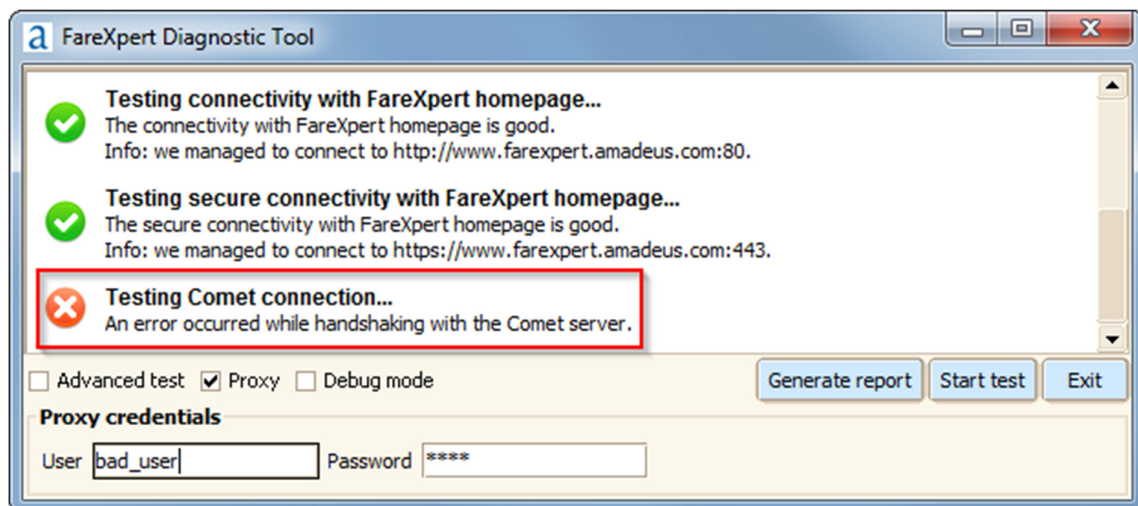 a FareXpert Diagnostic Tool
Testing connectivity with FareXpert homepage...
The connectivity with FareXpert homepage is good.
Info: we managed to connect to http://www.farexpert.amadeus.com:80.
Testing secure connectivity with FareXpert homepage...
The secure connectivity with FareXpert homepage is good.
Info: we managed to connect to https://www.farexpert.amadeus.com:443.
Testing Comet connection...
An error occurred while handshaking with the Comet server.
Advanced test Proxy Debug mode Generate report Start test Exit
Proxy credentials
User bad_user Password ****